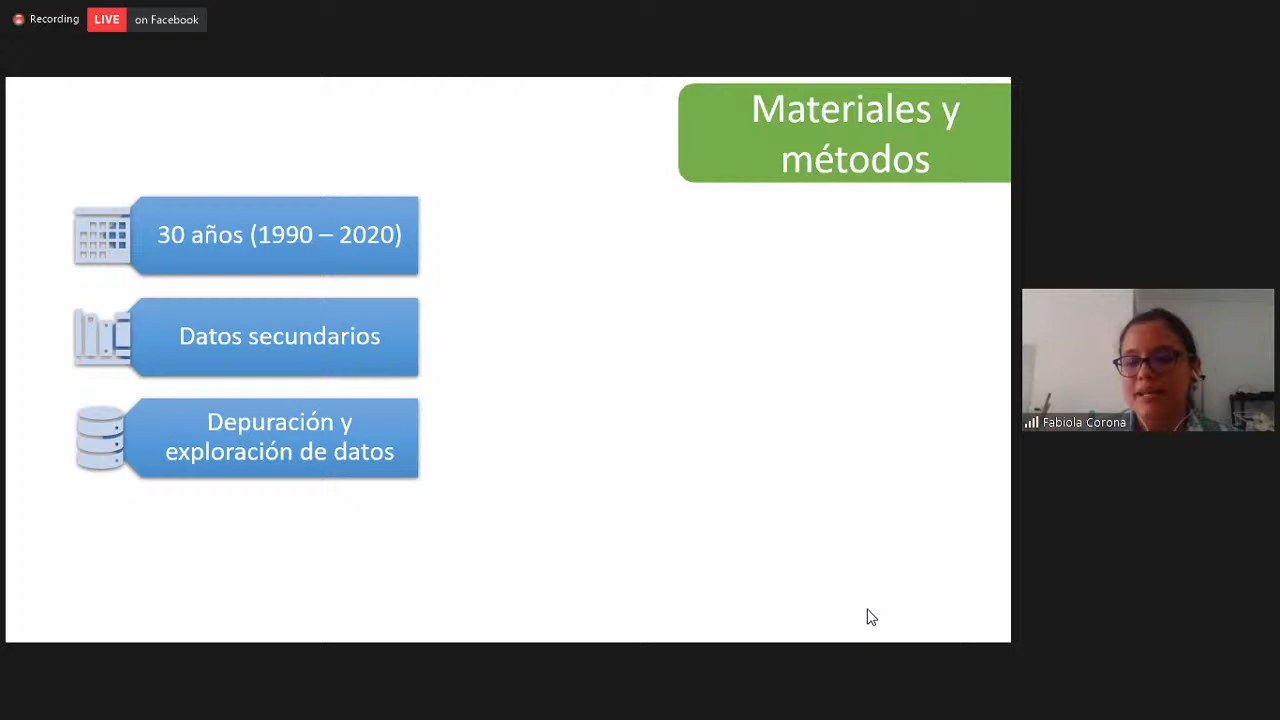 Recording
LIVE on Facebook
Materiales y
métodos
30 años (1990 – 2020)
Datos secundarios
Depuración y
exploración de datos
Fabiola Corona